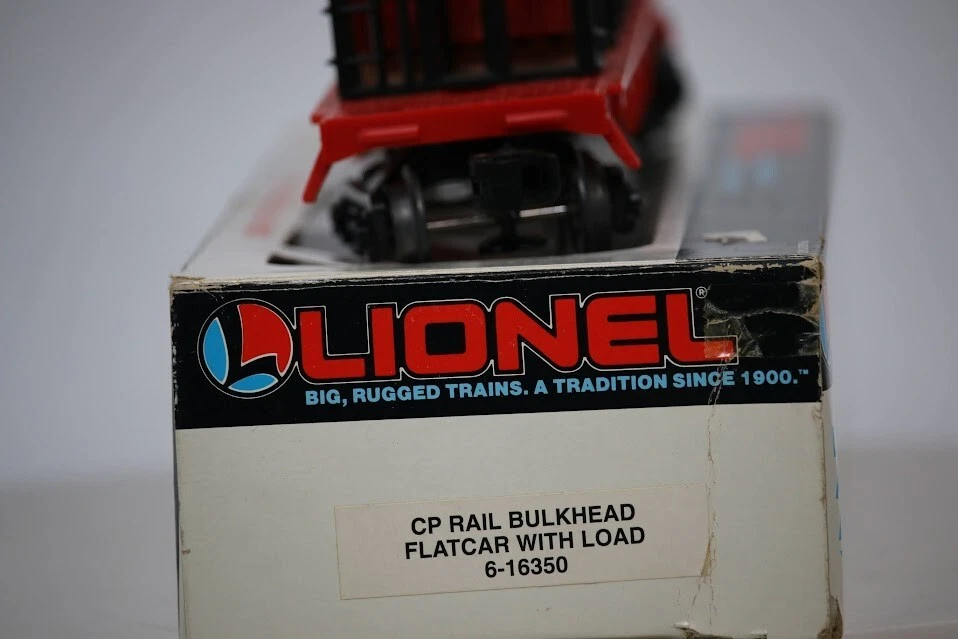 LIONEL®
BIG, RUGGED TRAINS. A TRADITION SINCE 1900.™
CP RAIL BULKHEAD
FLATCAR WITH LOAD
6-16350